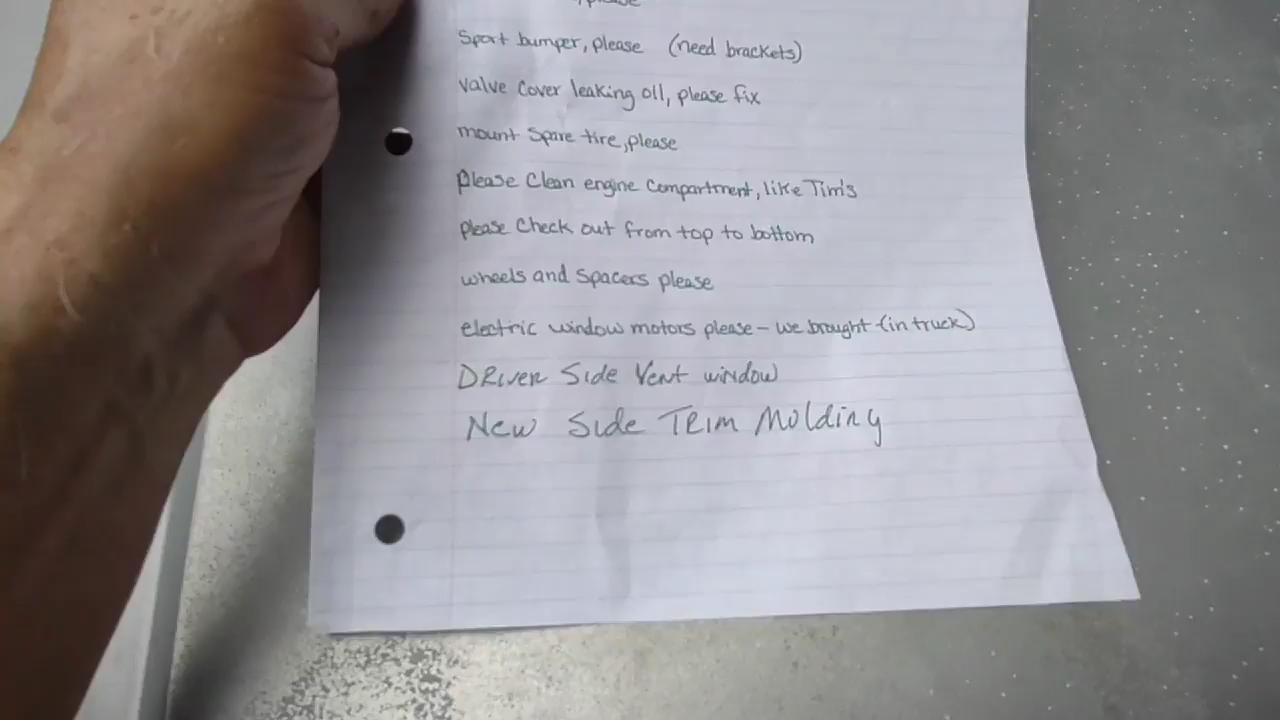 Sport bumper, please (need brackets)
valve cover leaking oil, please fix
mount spare tire, please
please clean engine compartment, like Tim's
please check out from top to bottom
wheels and spacers please
electric window motors please - we brought (in truck)
DRIVER Side Vent window
New Side TRIM Molding